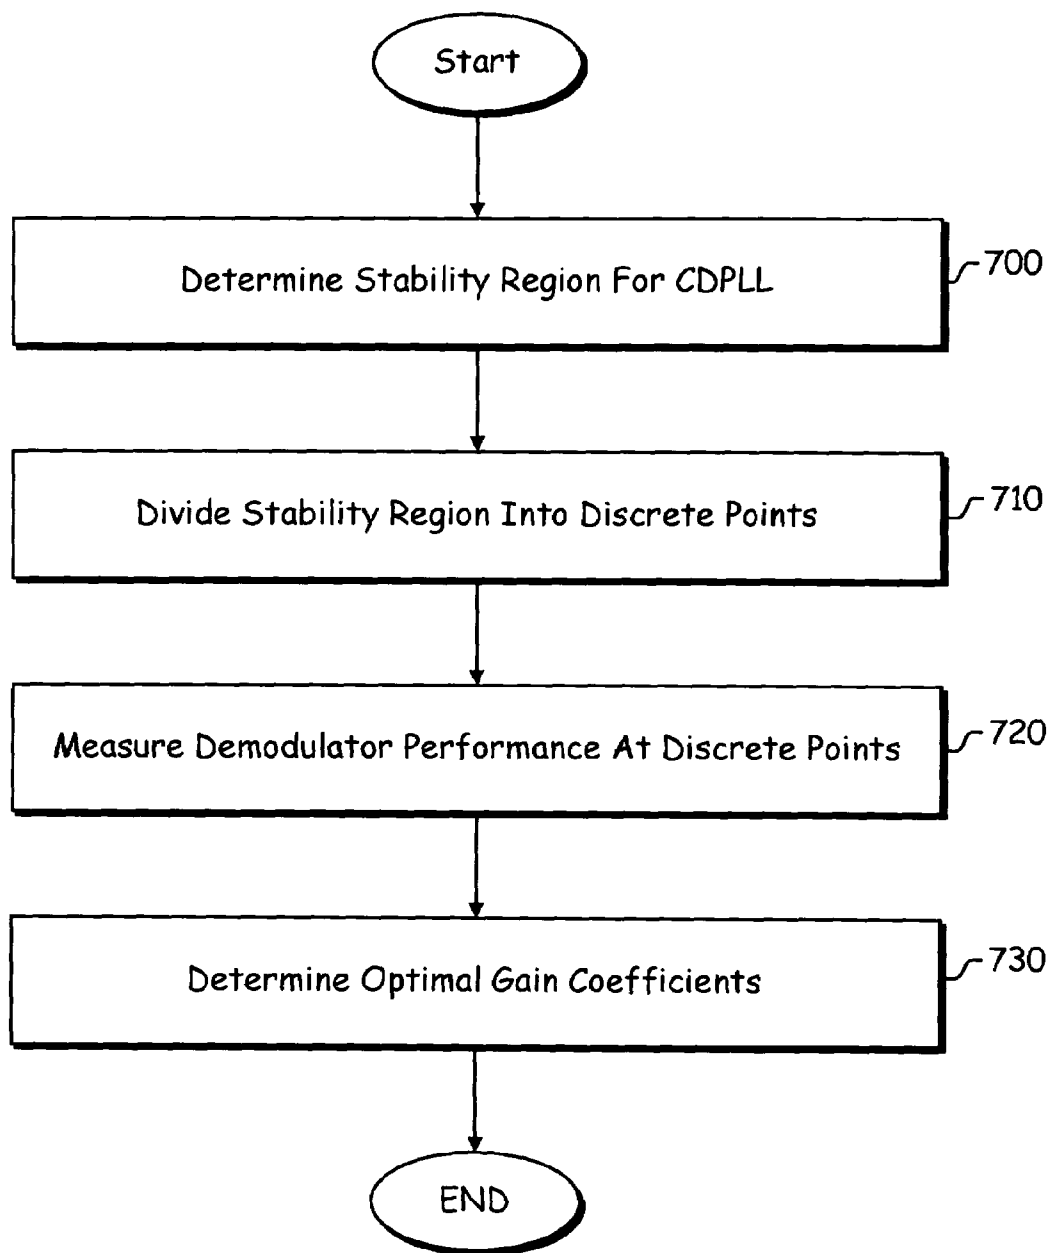 Start
Determine Stability Region For CDPLL
700
Divide Stability Region Into Discrete Points
710
Measure Demodulator Performance At Discrete Points
720
Determine Optimal Gain Coefficients
730
END